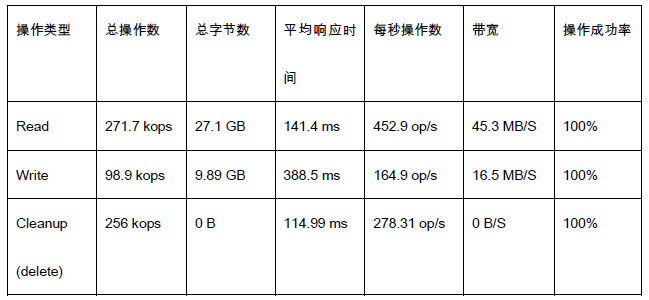 操作类型 总操作数 总字节数 平均响应时间 每秒操作数 带宽 操作成功率
Read 271.7 kops 27.1 GB 141.4 ms 452.9 op/s 45.3 MB/S 100%
Write 98.9 kops 9.89 GB 388.5 ms 164.9 op/s 16.5 MB/S 100%
Cleanup (delete) 256 kops 0 B 114.99 ms 278.31 op/s 0 B/S 100%